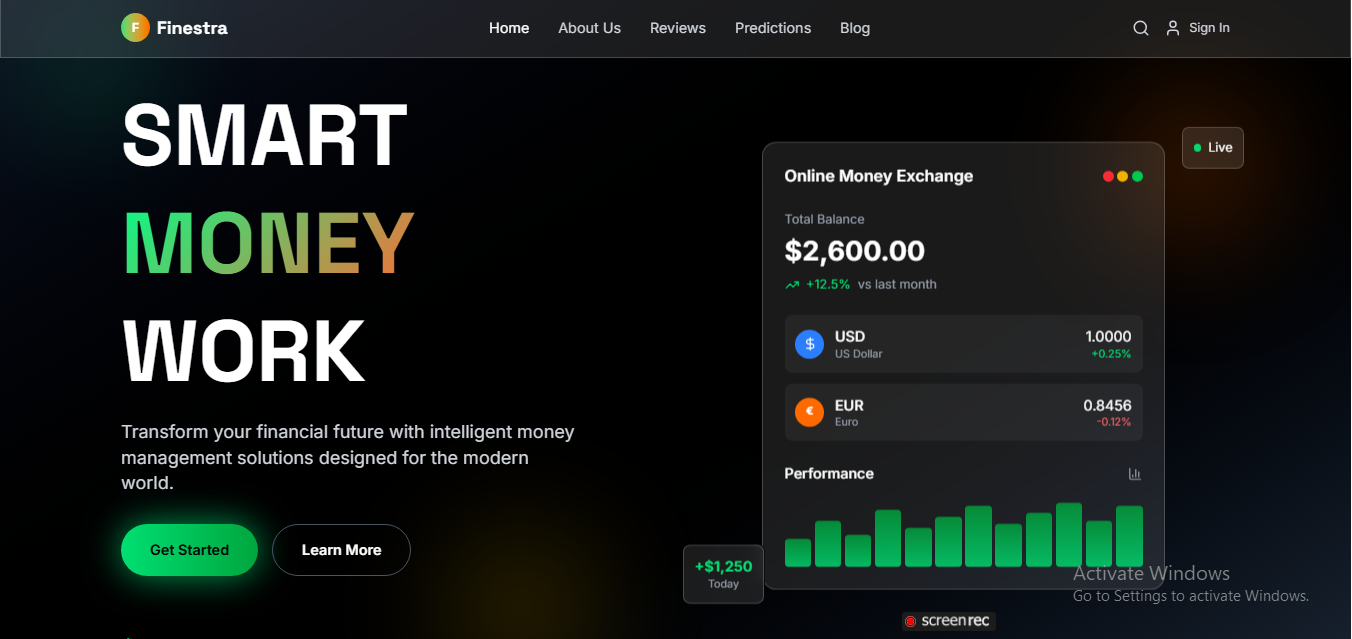 F Finestra
Home About Us Reviews Predictions Blog
Sign In
SMART
MONEY
WORK
Transform your financial future with intelligent money
management solutions designed for the modern
world.
Get Started
Learn More
Live
Online Money Exchange
Total Balance
$2,600.00
+12.5% vs last month
$ USD 1.0000
US Dollar +0.25%
€ EUR 0.8456
Euro -0.12%
Performance
+$1,250
Today
Activate Windows
Go to Settings to activate Windows.
screenrec